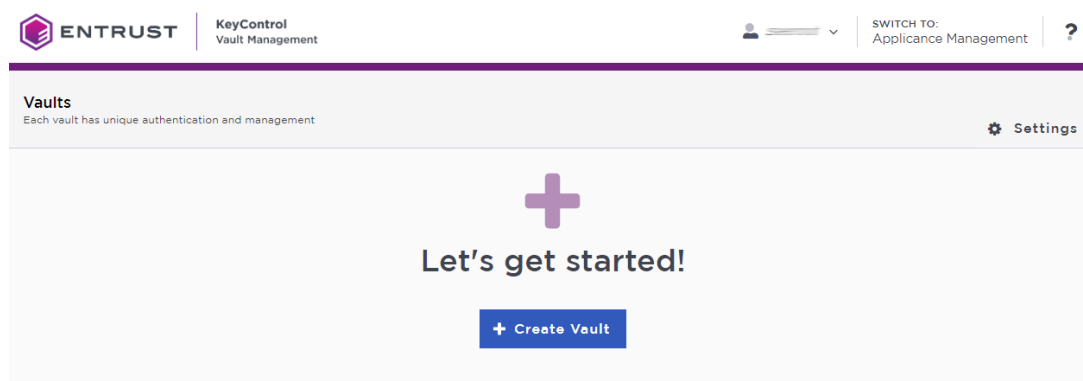 ENTRUST
KeyControl
Vault Management
SWITCH TO:
Applicance Management
?
Vaults
Each vault has unique authentication and management
Settings
Let's get started!
+ Create Vault